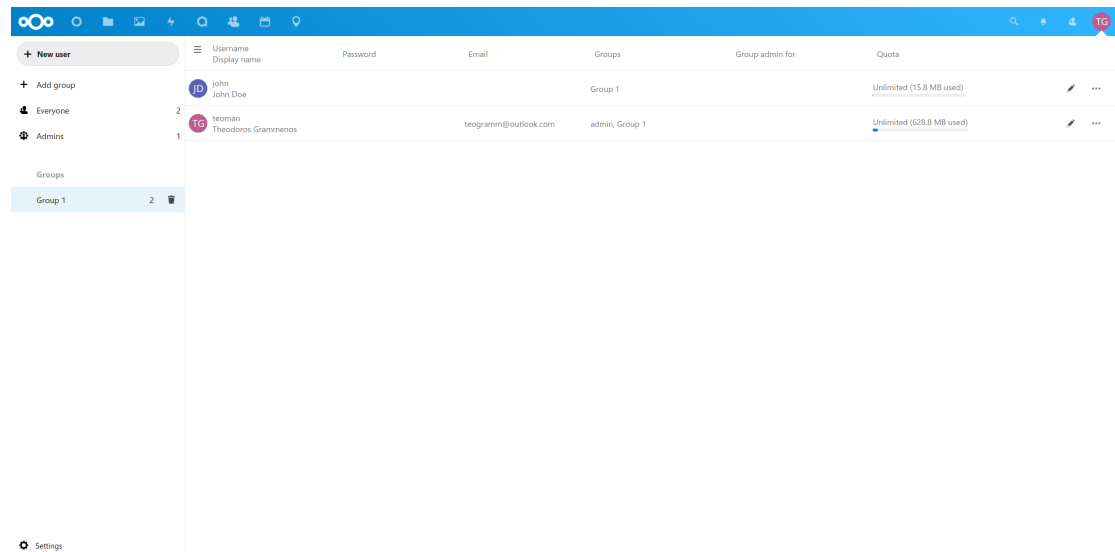 TG
New user
Add group
Everyone 2
Admins 1
Groups
Group 1 2
Settings
Username
Display name
Password
Email
Groups
Group admin for
Quota
JD
john
John Doe
Group 1
Unlimited (15.8 MB used)
TG
teoman
Theodoros Grammenos
teogramm@outlook.com
admin, Group 1
Unlimited (628.8 MB used)